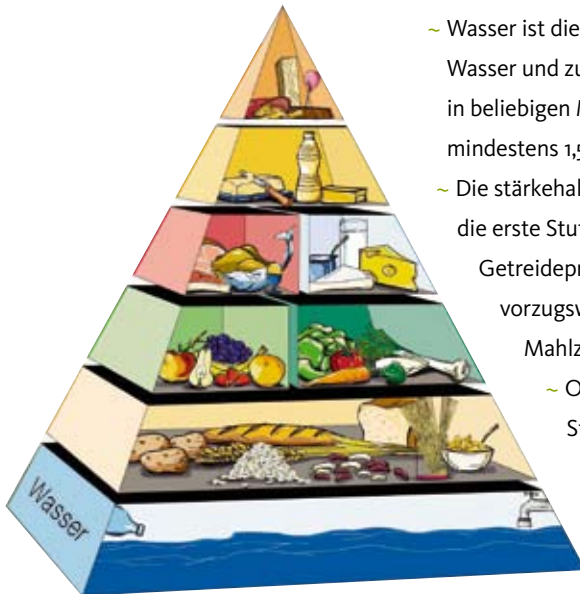 ~ Wasser ist die
Wasser und zu
in beliebigen
mindestens 1,5
~ Die stärkehal
die erste Stuf
Getreidepr
vorzugsw
Mahlz
~ O
St
Wasser